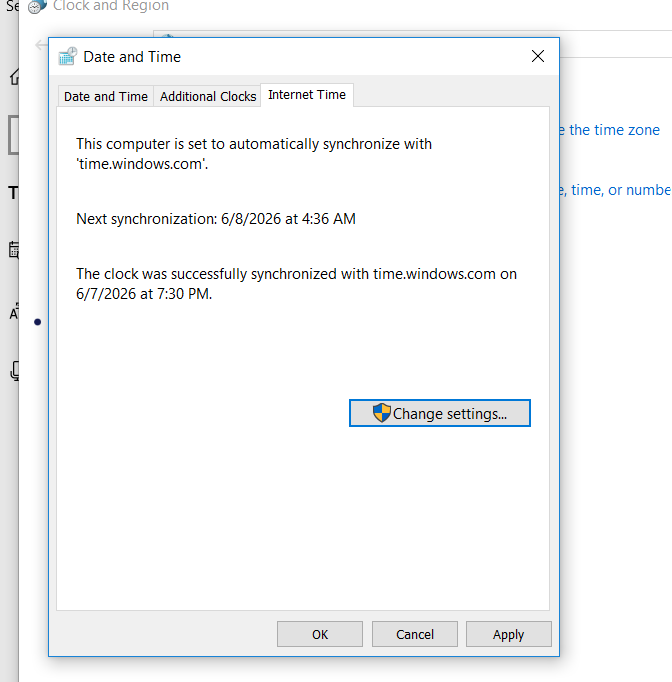 Clock and Region
Date and Time
Date and Time
Additional Clocks
Internet Time
This computer is set to automatically synchronize with
'time.windows.com'.
Next synchronization: 6/8/2026 at 4:36 AM
The clock was successfully synchronized with time.windows.com on
6/7/2026 at 7:30 PM.
Change settings...
OK
Cancel
Apply
e the time zone
e, time, or numbe